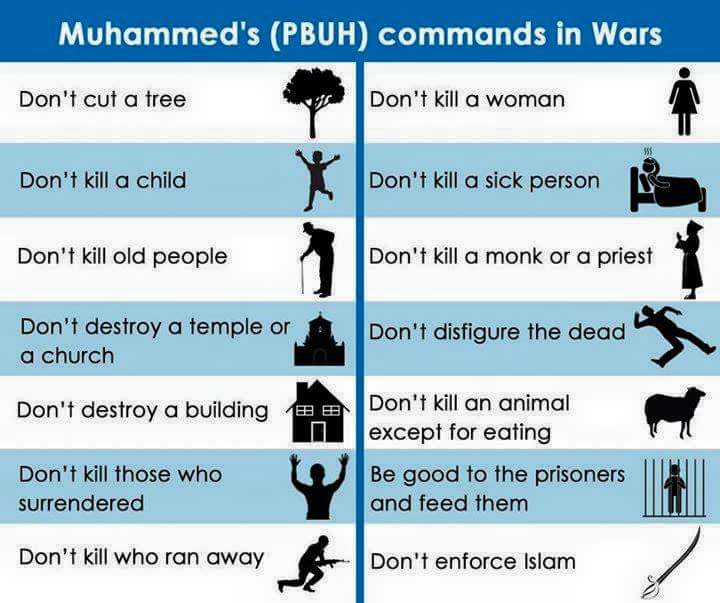 Muhammed's (PBUH) commands in Wars
Don't cut a tree
Don't kill a child
Don't kill old people
Don't destroy a temple or
a church
Don't destroy a building
Don't kill those who
surrendered
Don't kill who ran away
Don't kill a woman
Don't kill a sick person
Don't kill a monk or a priest
Don't disfigure the dead
Don't kill an animal
except for eating
Be good to the prisoners
and feed them
Don't enforce Islam